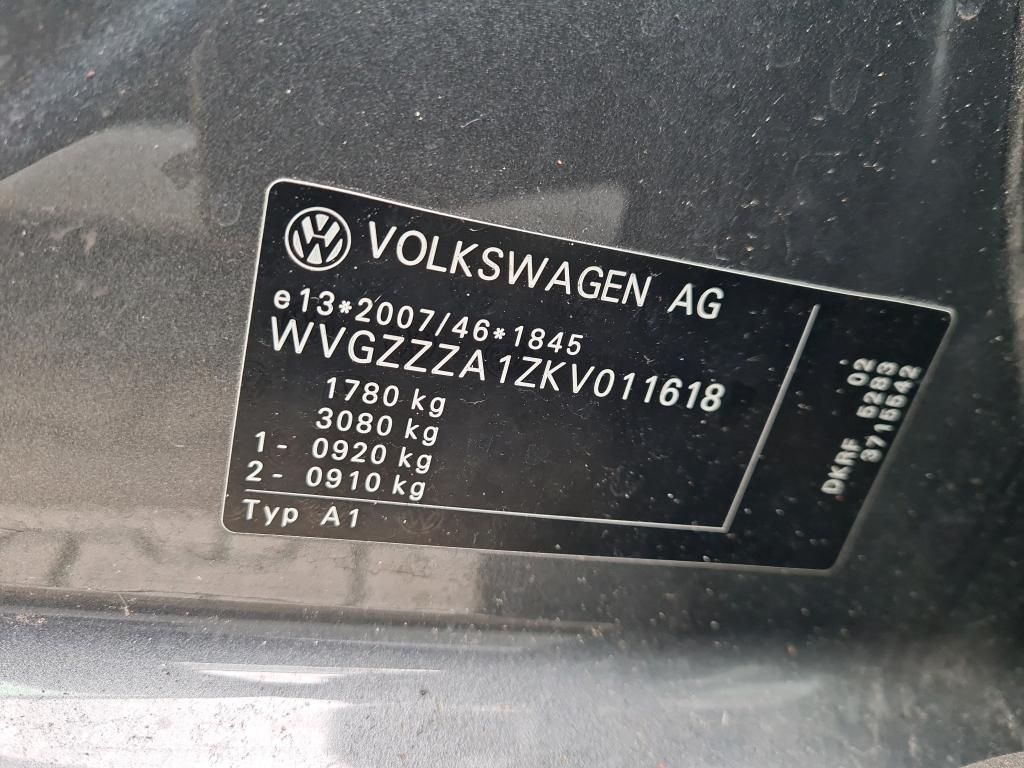 VOLKSWAGEN AG
e13*2007/46*1845
WVGZZZA1ZKV011618
1780 kg
3080 kg
1- 0920 kg
2- 0910 kg
Typ A1
DKRF 5283 02
3715542